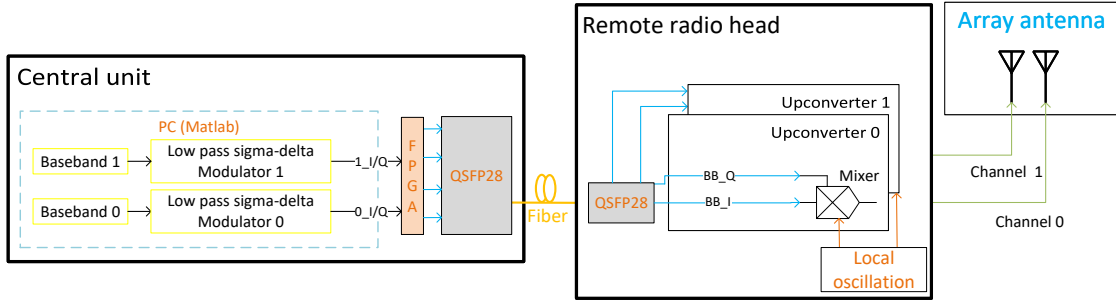 Central unit
PC (Matlab)
Baseband 1
Low pass sigma-delta
Modulator 1
1_I/Q
Baseband 0
Low pass sigma-delta
Modulator 0
0_I/Q
F
P
G
A
QSFP28
Fiber
Remote radio head
QSFP28
Upconverter 1
Upconverter 0
BB_Q
BB_I
Mixer
Local
oscillation
Array antenna
Channel 1
Channel 0